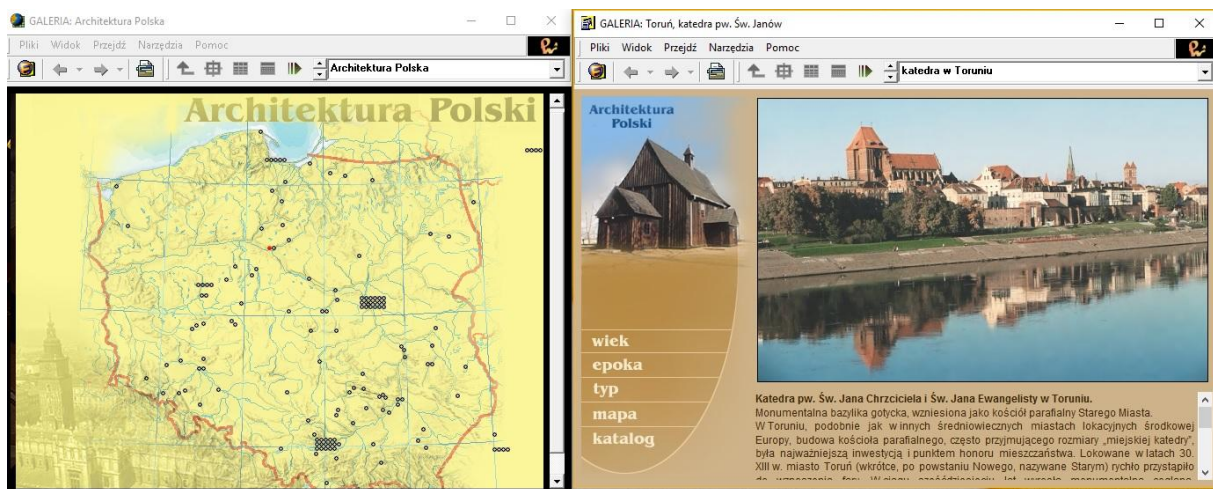 GALERIA: Architektura Polska
Pliki Widok Przejdź Narzędzia Pomoc
Architektura Polska
Architektura Polski
GALERIA: Toruń, katedra pw. Św. Janów
Pliki Widok Przejdź Narzędzia Pomoc
katedra w Toruniu
Architektura
Polski
wiek
epoka
typ
mapa
katalog
Katedra pw. Św. Jana Chrzciciela i Św. Jana Ewangelisty w Toruniu.
Monumentalna bazylika gotycka, wzniesiona jako kościół parafialny Starego Miasta.
W Toruniu, podobnie jak w innych średniowiecznych miastach lokacyjnych środkowej
Europy, budowa kościoła parafialnego, często przyjmującego rozmiary „miejskiej katedry",
była najważniejszą inwestycją i punktem honoru mieszczaństwa. Lokowane w latach 30.
XIII w. miasto Toruń (wkrótce, po powstaniu Nowego, nazywane Starym) rychło przystąpiło